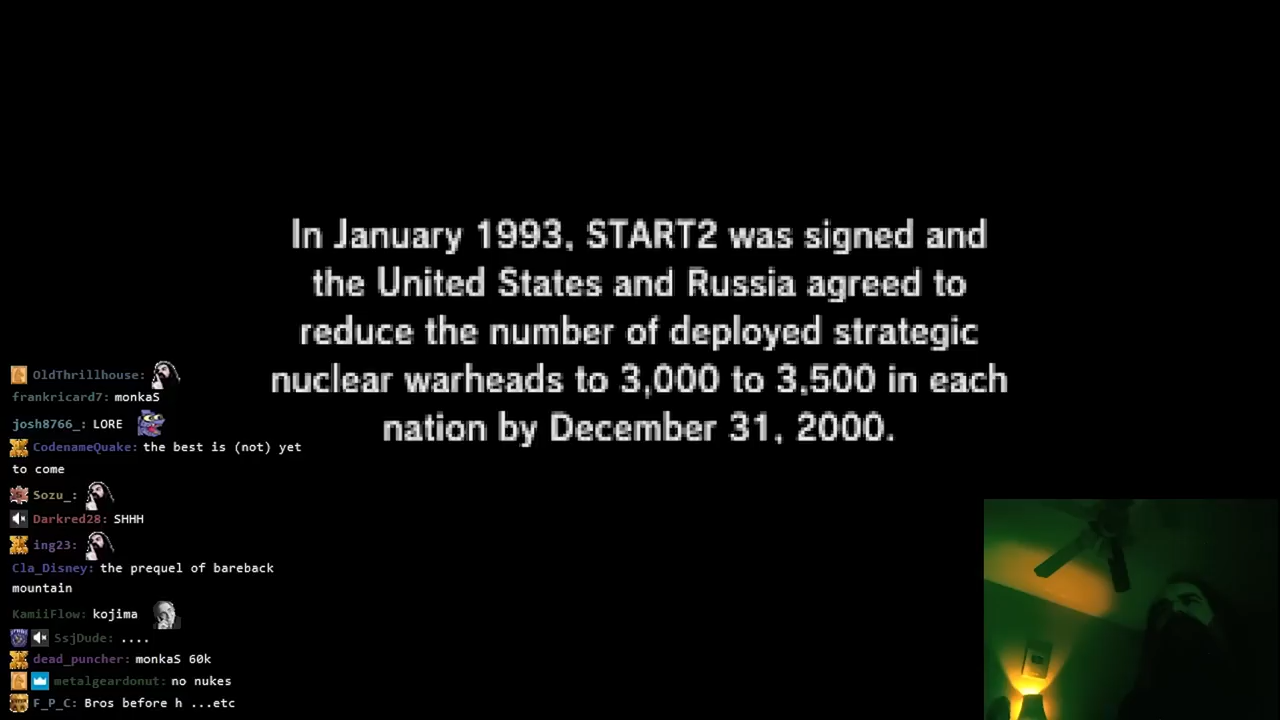 In January 1993, START2 was signed and
the United States and Russia agreed to
reduce the number of deployed strategic
nuclear warheads to 3,000 to 3,500 in each
nation by December 31, 2000.
OldThrillhouse:
frankricard7: monkaS
josh8766_: LORE
CodenameQuake: the best is (not) yet
to come
Sozu_:
Darkred28: SHHH
ing23:
Cla_Disney: the prequel of bareback
mountain
KamiiFlow: kojima
SsjDude: ....
dead_puncher: monkaS 60k
metalgeardonut: no nukes
F_P_C: Bros before h ...etc